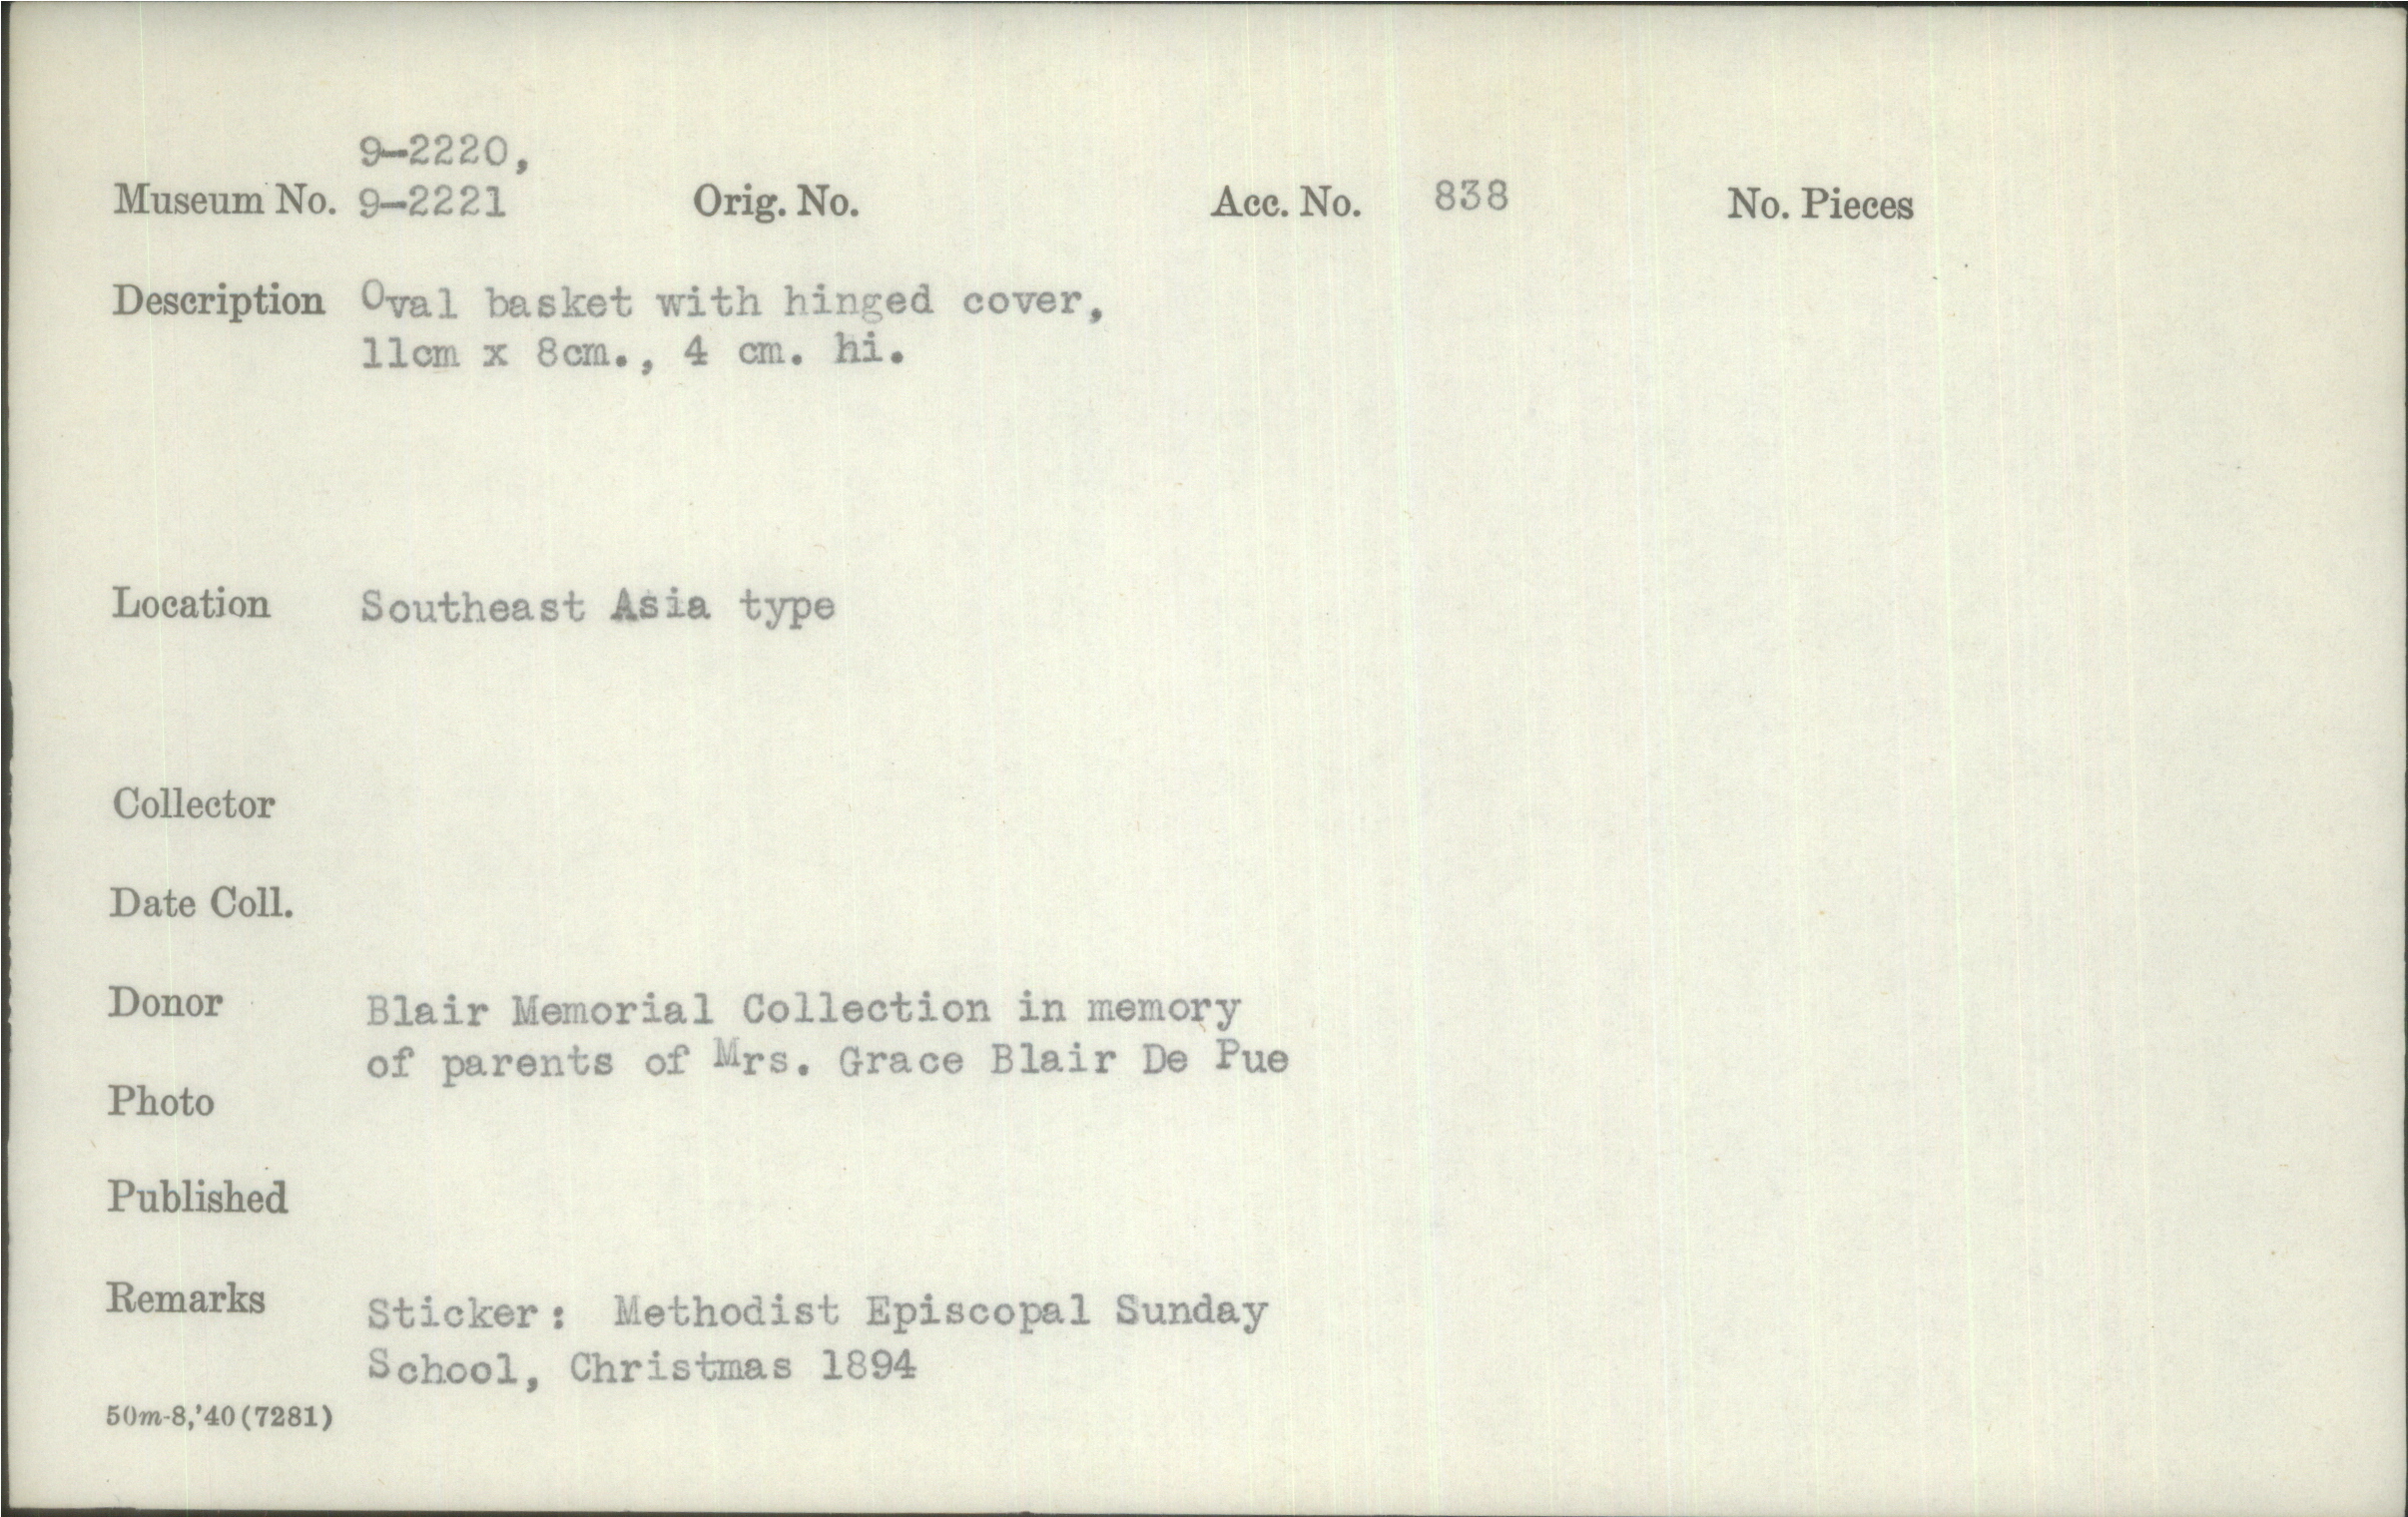 9-2220,
Museum No. 9-2221 Orig. No. Acc. No. 838 No. Pieces
Description Oval basket with hinged cover,
11cm x 8cm., 4 cm. hi.
Location Southeast Asia type
Collector
Date Coll.
Donor Blair Memorial Collection in memory
of parents of Mrs. Grace Blair De Pue
Photo
Published
Remarks Sticker: Methodist Episcopal Sunday
School, Christmas 1894
50m-8,'40(7281)